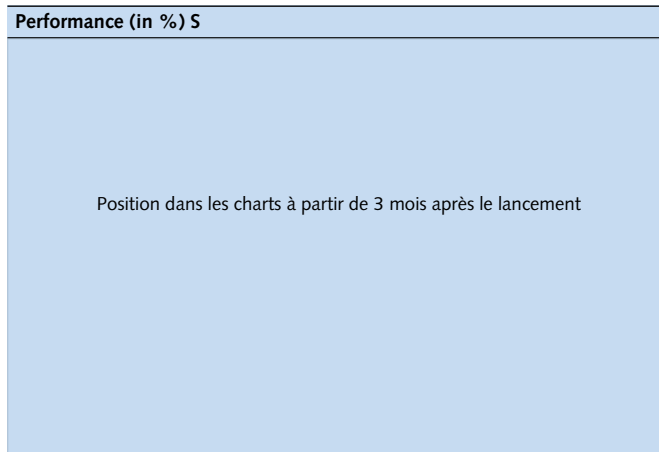 Performance (in %) S
Position dans les charts à partir de 3 mois après le lancement